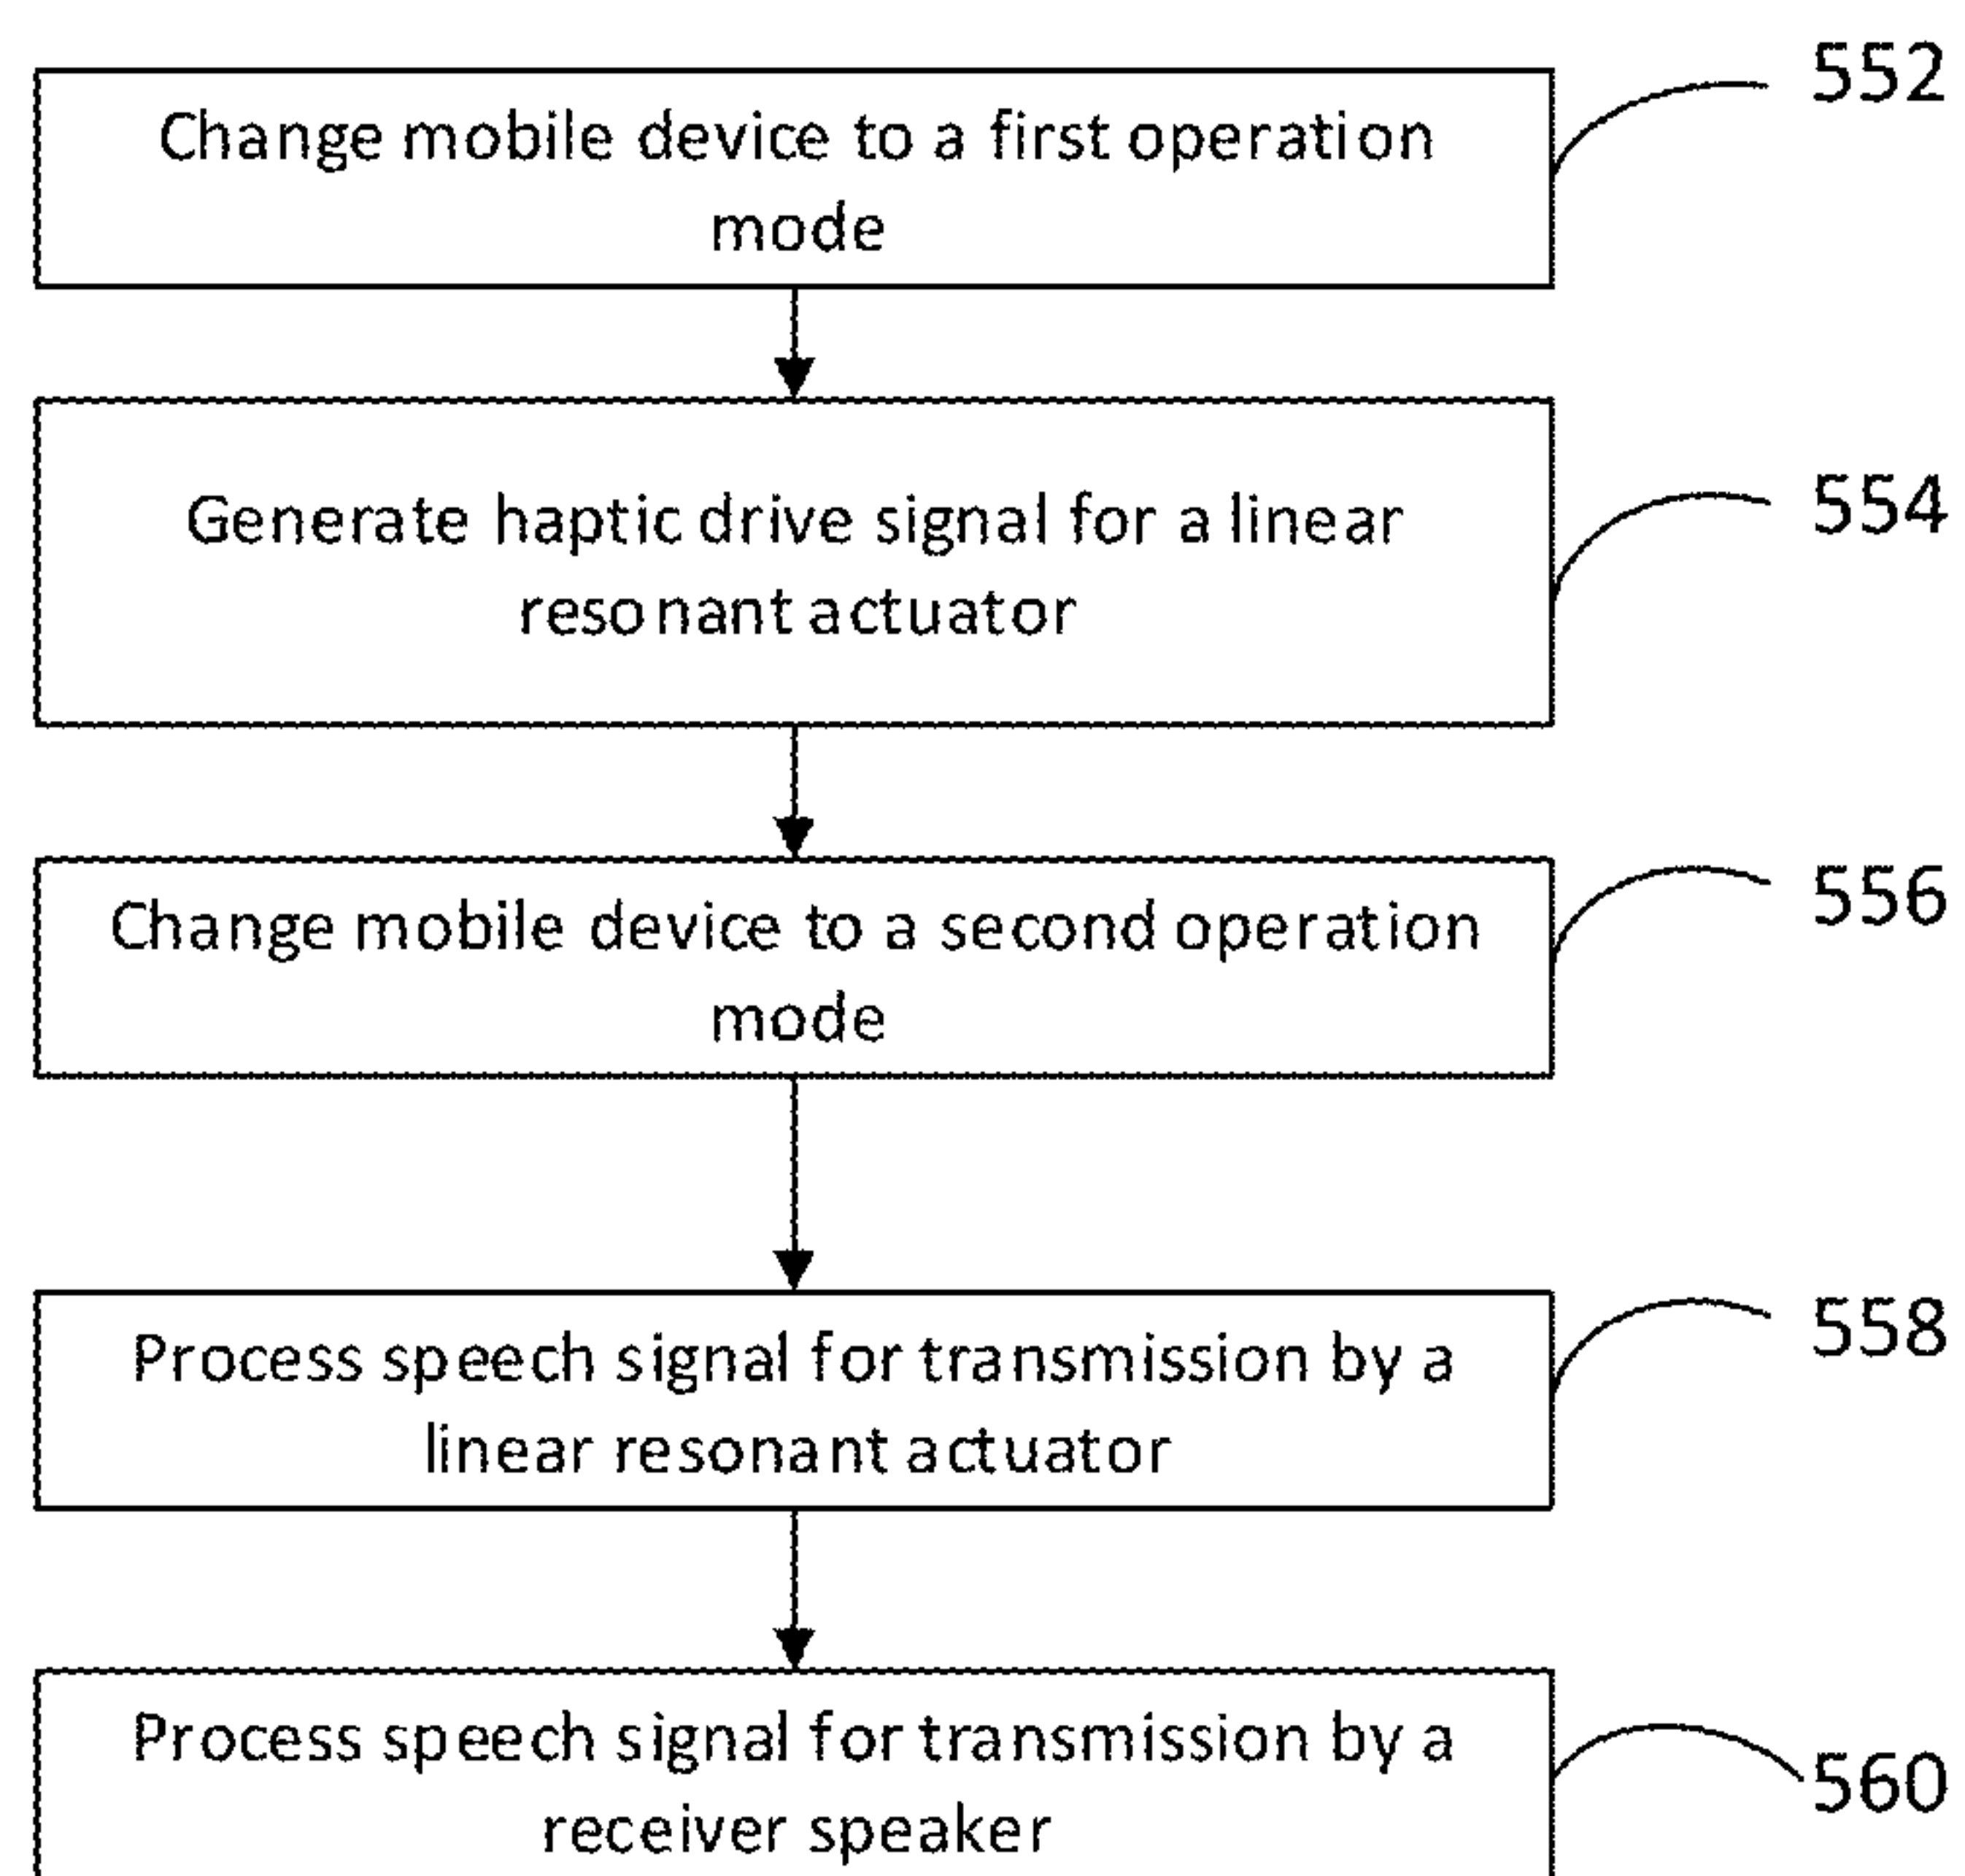 552
Change mobile device to a first operation
mode
554
Generate haptic drive signal for a linear
resonant actuator
556
Change mobile device to a second operation
mode
558
Process speech signal for transmission by a
linear resonant actuator
560
Process speech signal for transmission by a
receiver speaker